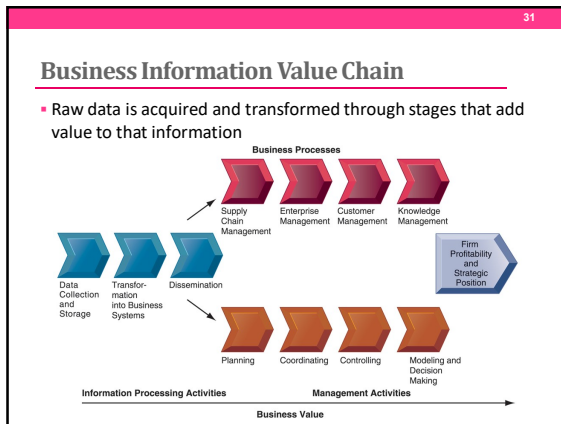 31
Business Information Value Chain
▪ Raw data is acquired and transformed through stages that add
value to that information
Business Processes
Supply
Chain
Management
Enterprise
Management
Customer
Management
Knowledge
Management
Data
Collection
and
Storage
Transfor-
mation
into Business
Systems
Dissemination
Firm
Profitability
and
Strategic
Position
Planning
Coordinating
Controlling
Modeling and
Decision
Making
Information Processing Activities
Management Activities
Business Value